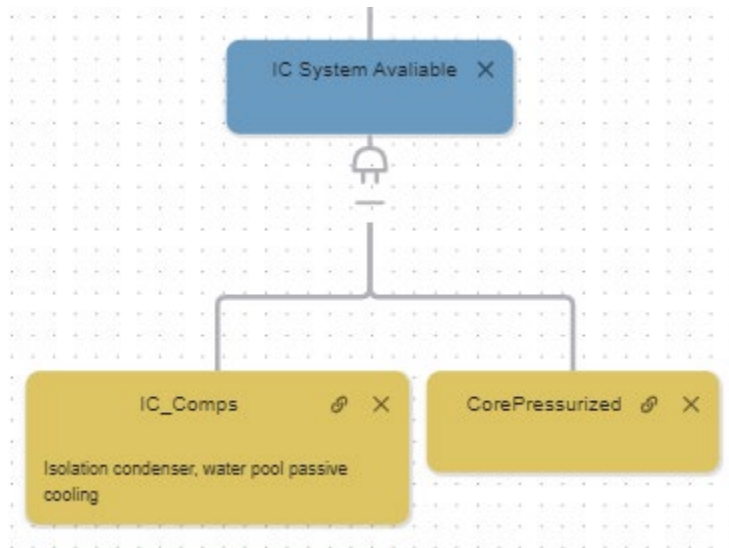 IC System Avaliable
IC_Comps
Isolation condenser, water pool passive
cooling
CorePressurized